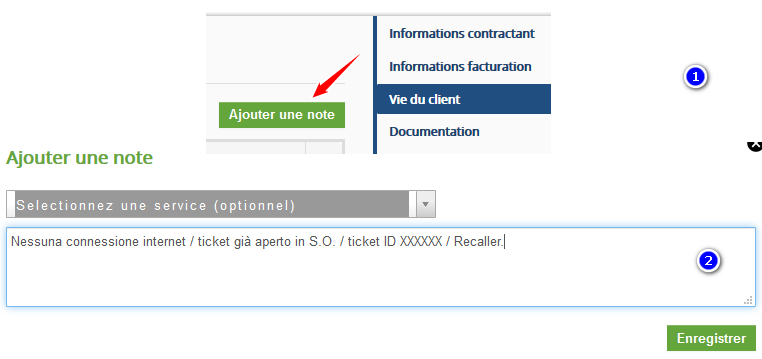 Informations contractant
Informations facturation
1
Ajouter une note
Vie du client
Documentation
Ajouter une note
Selectionnez une service (optionnel)
Nessuna connessione internet / ticket già aperto in S.O. / ticket ID XXXXXX / Recaller.
2
Enregistrer